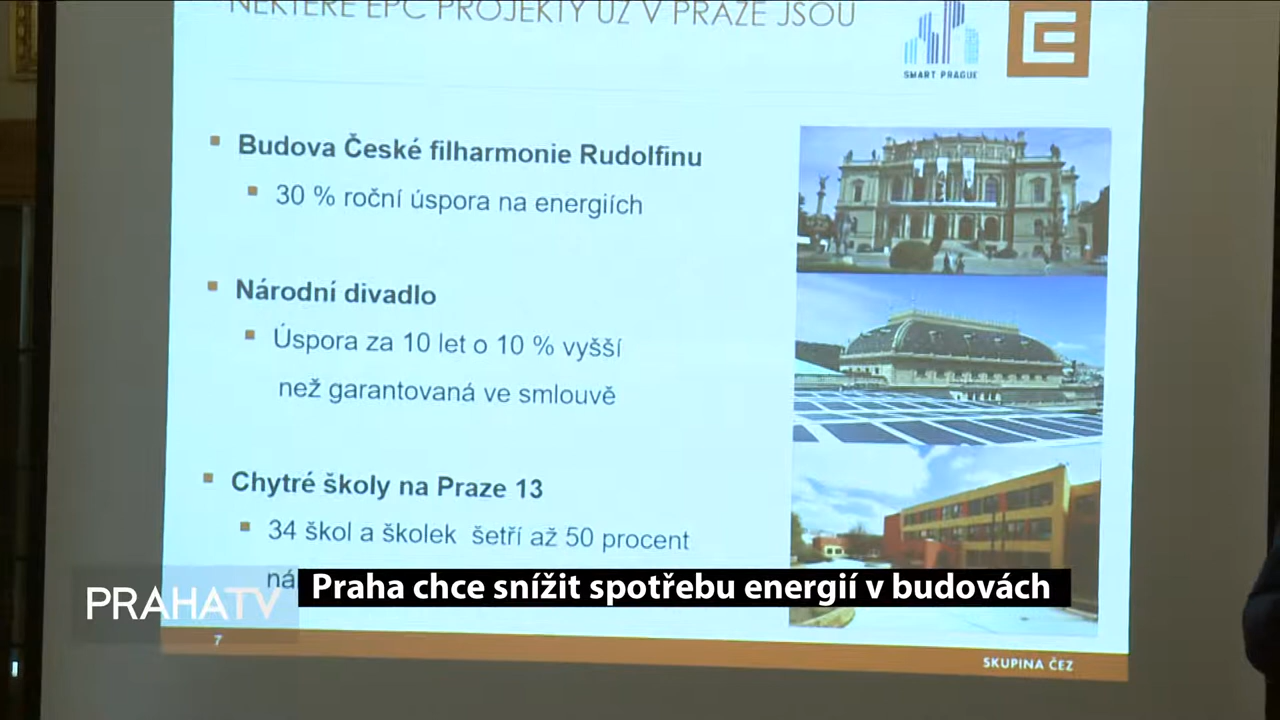 NĚKTERÉ EPC PROJEKTY UŽ V PRAZE JSOU
SMART PRAGUE
Budova České filharmonie Rudolfinu
30 % roční úspora na energiích
Národní divadlo
Úspora za 10 let o 10 % vyšší
než garantovaná ve smlouvě
Chytré školy na Praze 13
34 škol a školek šetří až 50 procent
PRAHA TV
Praha chce snížit spotřebu energií v budovách
7
SKUPINA ČEZ